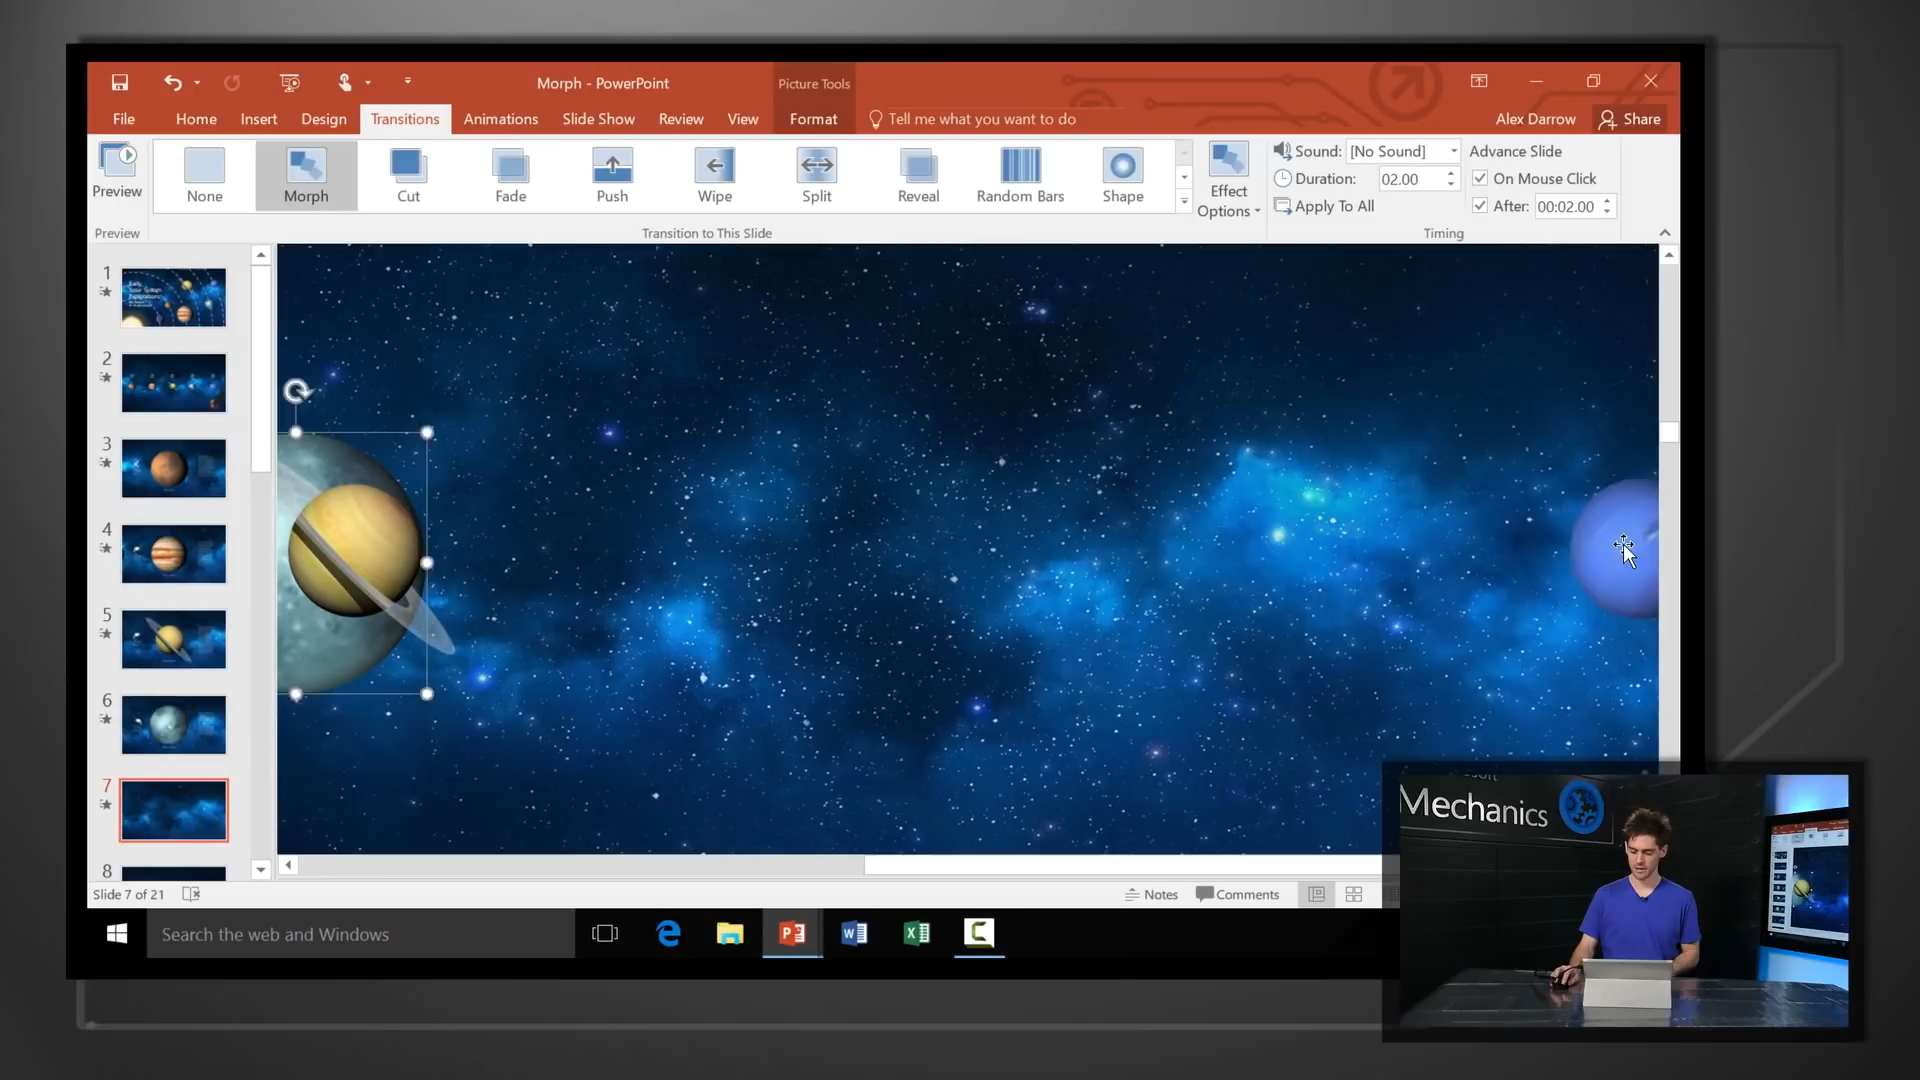 Morph - PowerPoint
Picture Tools
File
Home
Insert
Design
Transitions
Animations
Slide Show
Review
View
Format
Tell me what you want to do
Alex Darrow
Share
Preview
None
Morph
Cut
Fade
Push
Wipe
Split
Reveal
Random Bars
Shape
Effect
Options
Sound: [No Sound]
Duration: 02.00
Apply To All
Advance Slide
On Mouse Click
After: 00:02.00
Preview
Transition to This Slide
Timing
1
2
3
4
5
6
7
8
Slide 7 of 21
Notes
Comments
Search the web and Windows
Mechanics